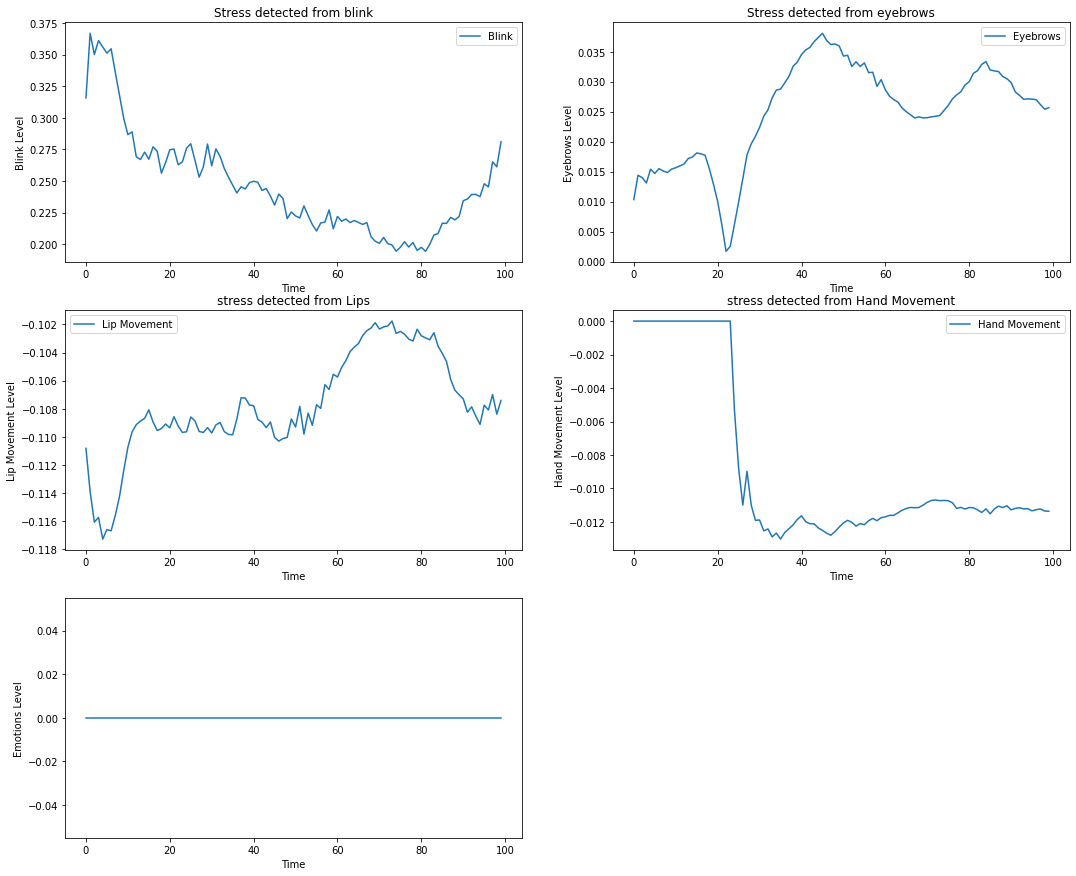 Stress detected from blink
Blink
0.375
0.350
0.325
0.300
0.275
0.250
0.225
0.200
Blink Level
0 20 40 60 80 100
Time
Stress detected from eyebrows
Eyebrows
0.035
0.030
0.025
0.020
0.015
0.010
0.005
0.000
Eyebrows Level
0 20 40 60 80 100
Time
stress detected from Lips
Lip Movement
−0.102
−0.104
−0.106
−0.108
−0.110
−0.112
−0.114
−0.116
−0.118
Lip Movement Level
0 20 40 60 80 100
Time
stress detected from Hand Movement
Hand Movement
0.000
−0.002
−0.004
−0.006
−0.008
−0.010
−0.012
Hand Movement Level
0 20 40 60 80 100
Time
0.04
0.02
0.00
−0.02
−0.04
Emotions Level
0 20 40 60 80 100
Time